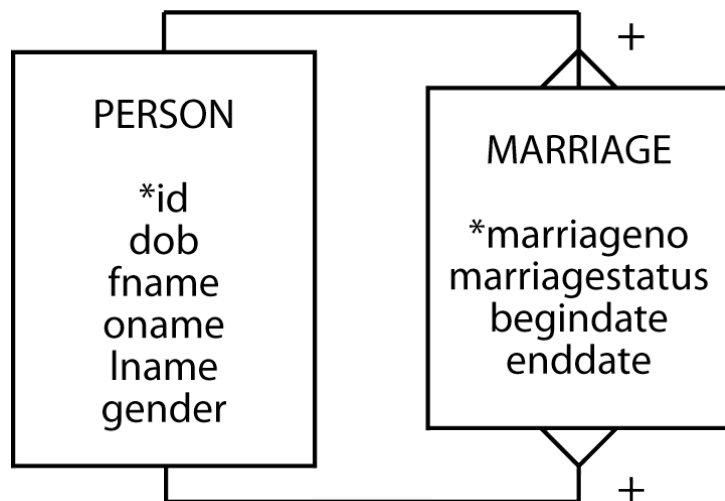 +
PERSON
*id
dob
fname
oname
lname
gender
MARRIAGE
*marriageno
marriagestatus
begindate
enddate
+